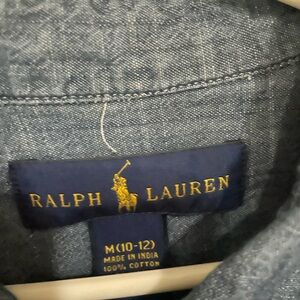 RALPH LAUREN
M(10-12)
MADE IN INDIA
100% COTTON